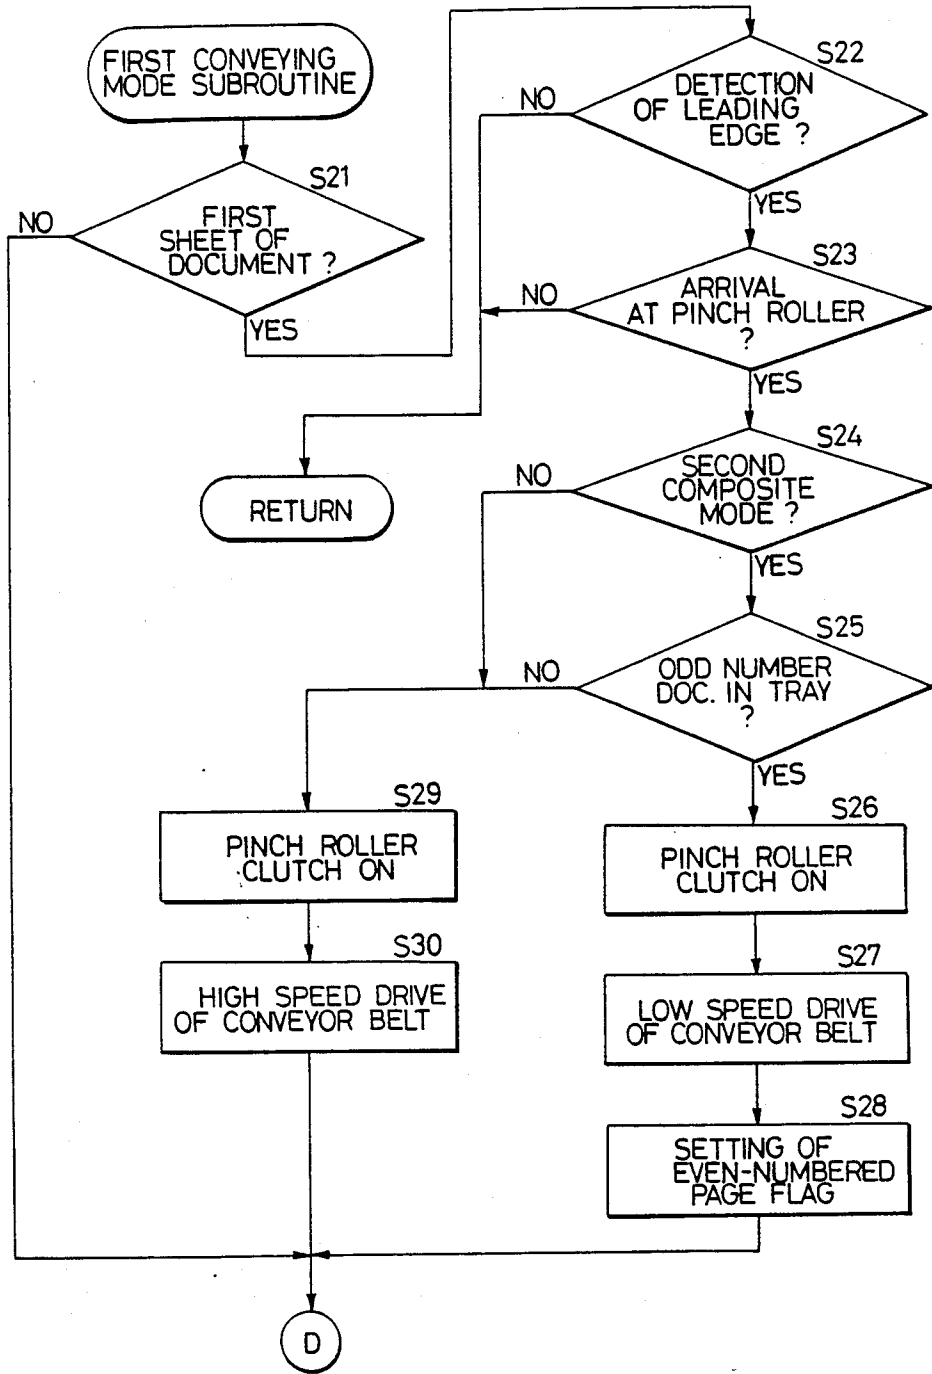 FIRST CONVEYING
MODE SUBROUTINE
S21
NO
FIRST
SHEET OF
DOCUMENT ?
YES
S22
NO
DETECTION
OF LEADING
EDGE ?
YES
S23
NO
ARRIVAL
AT PINCH ROLLER
?
YES
RETURN
S24
NO
SECOND
COMPOSITE
MODE ?
YES
S25
NO
ODD NUMBER
DOC. IN TRAY
?
YES
S29
PINCH ROLLER
CLUTCH ON
S30
HIGH SPEED DRIVE
OF CONVEYOR BELT
S26
PINCH ROLLER
CLUTCH ON
S27
LOW SPEED DRIVE
OF CONVEYOR BELT
S28
SETTING OF
EVEN-NUMBERED
PAGE FLAG
D